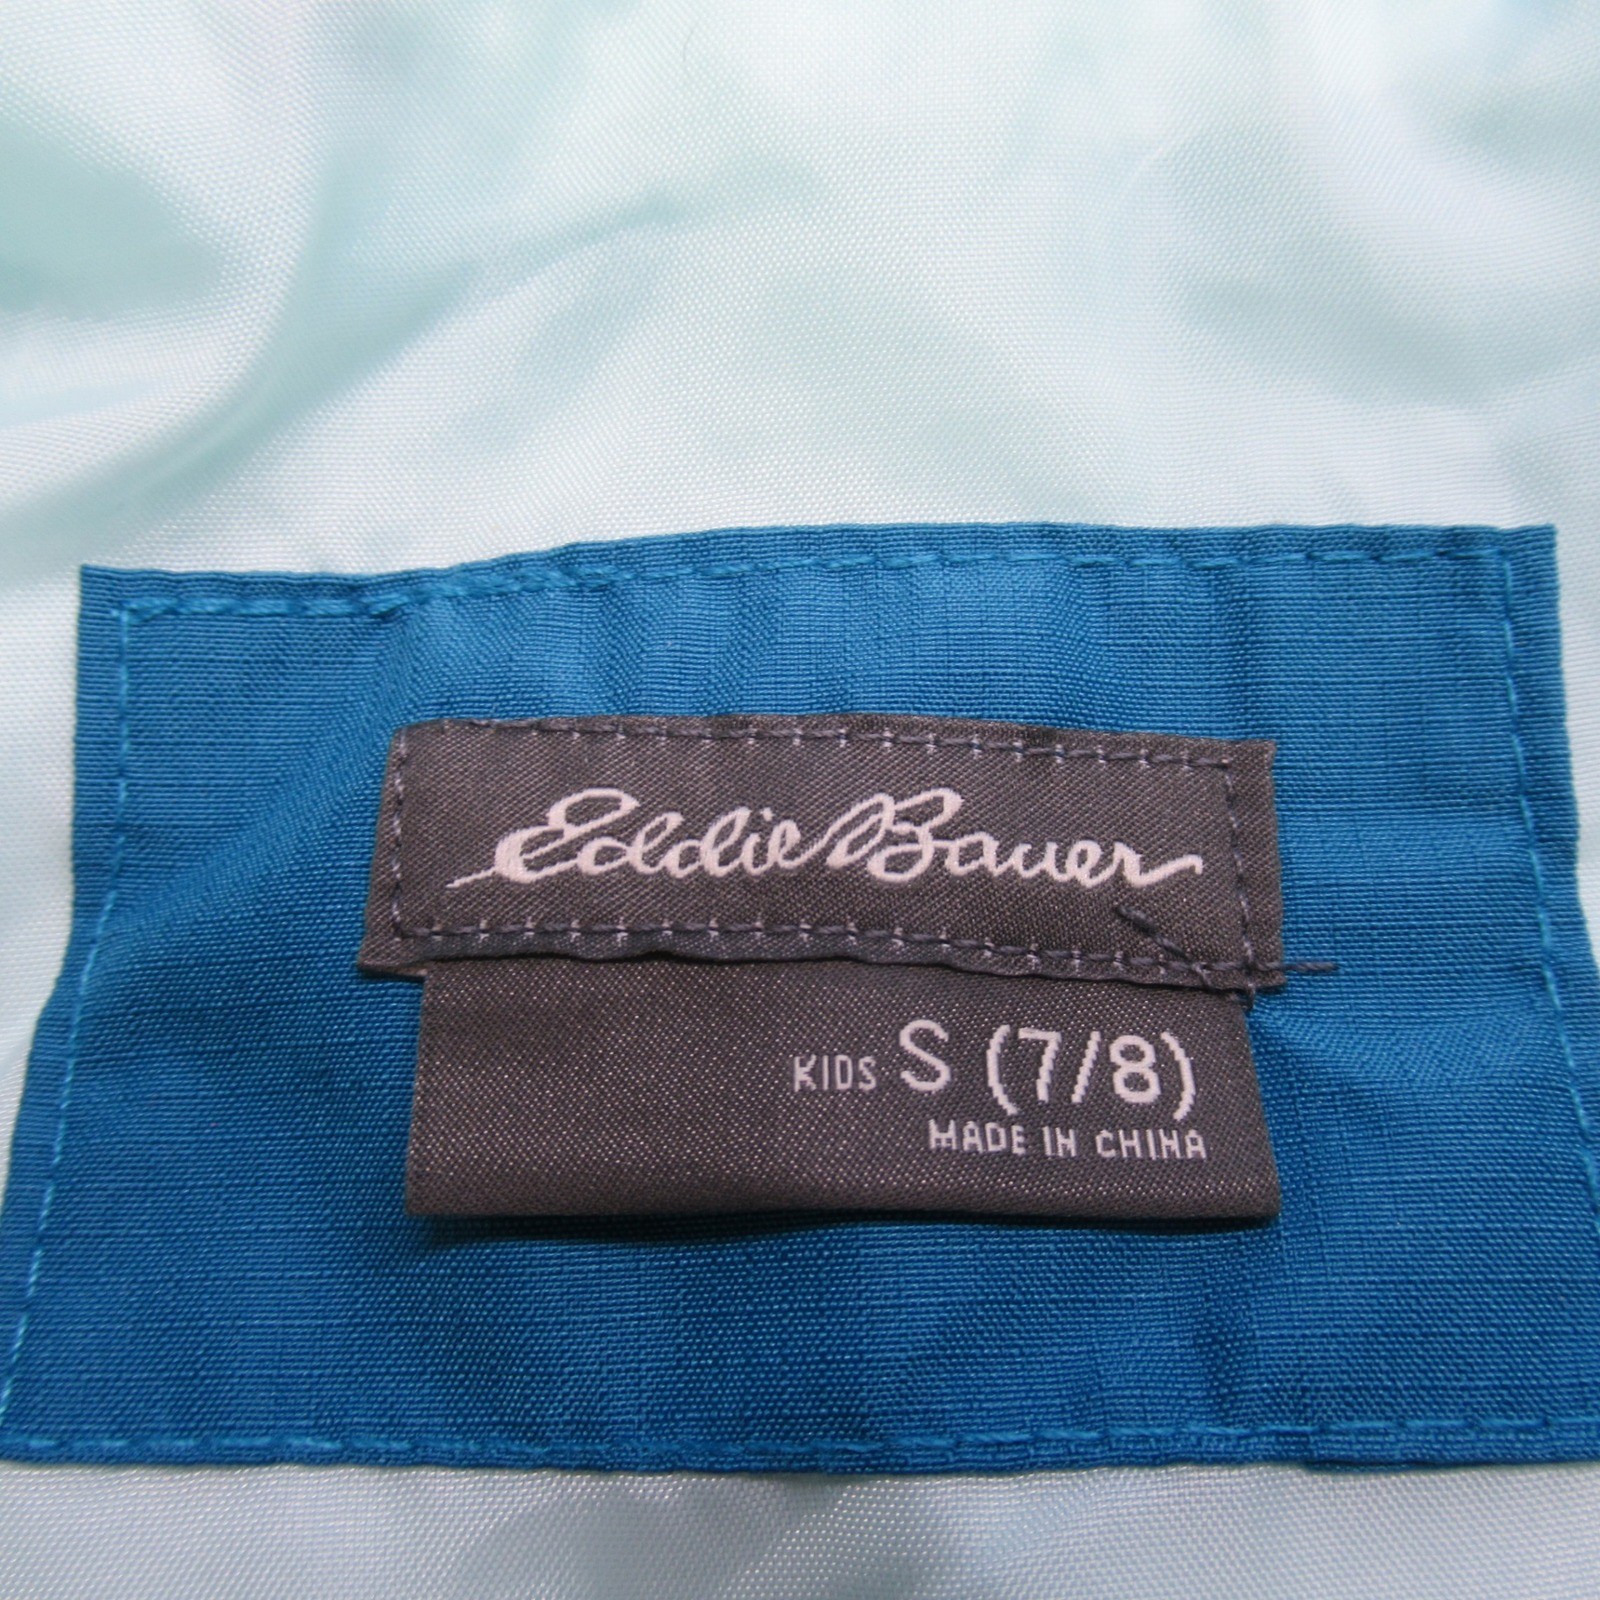 Eddie Bauer
KIDS S (7/8)
MADE IN CHINA